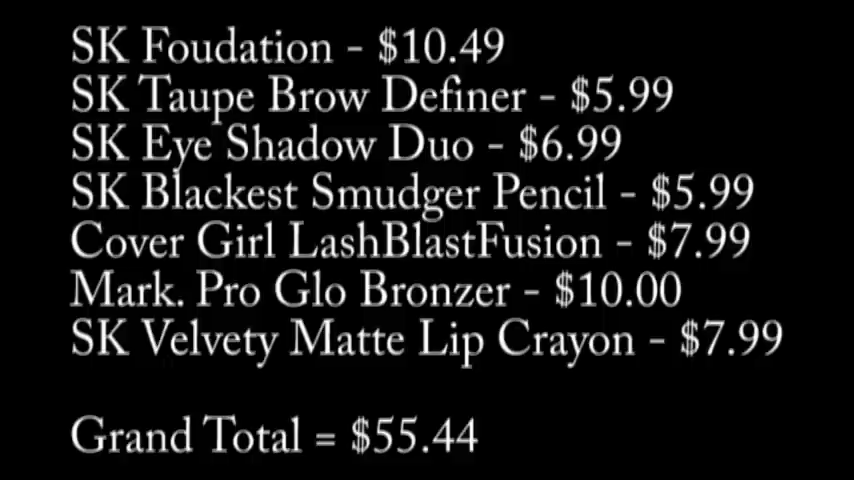 SK Foudation - $10.49
SK Taupe Brow Definer - $5.99
SK Eye Shadow Duo - $6.99
SK Blackest Smudger Pencil - $5.99
Cover Girl LashBlastFusion - $7.99
Mark. Pro Glo Bronzer - $10.00
SK Velvety Matte Lip Crayon - $7.99
Grand Total = $55.44